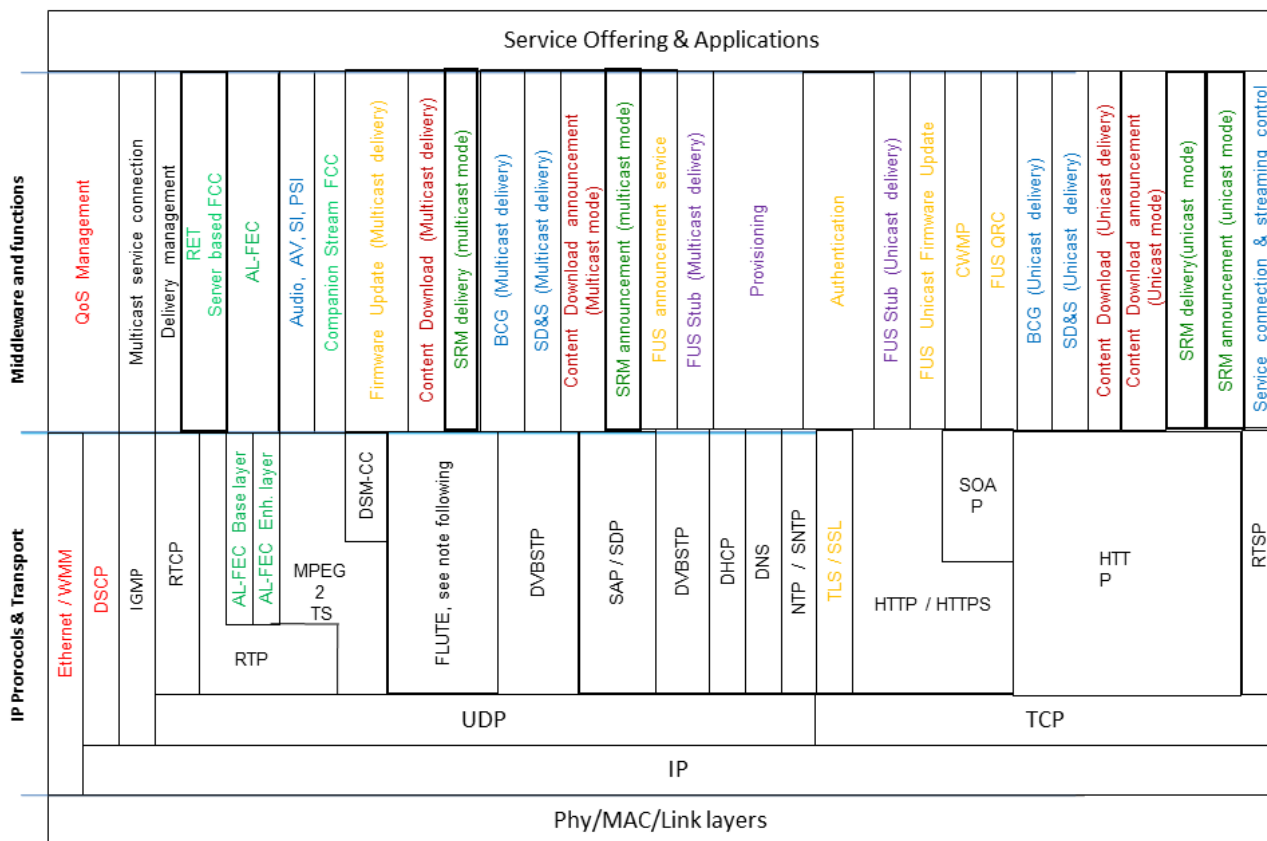 Service Offering & Applications
Middleware and functions
QoS Management
Multicast service connection
Delivery management
RET
Server based FCC
AL-FEC
Audio, AV, SI, PSI
Companion Stream FCC
Firmware Update (Multicast delivery)
Content Download (Multicast delivery)
SRM delivery (multicast mode)
BCG (Multicast delivery)
SD&S (Multicast delivery)
Content Download announcement
(Multicast mode)
SRM announcement (multicast mode)
FUS announcement service
FUS Stub (Multicast delivery)
Provisioning
Authentication
FUS Stub (Unicast delivery)
FUS Unicast Firmware Update
CWMP
FUS QRC
BCG (Unicast delivery)
SD&S (Unicast delivery)
Content Download (Unicast delivery)
Content Download announcement
(Unicast mode)
SRM delivery(unicast mode)
SRM announcement (unicast mode)
Service connection & streaming control
IP Prorocols & Transport
Ethernet / WMM
DSCP
IGMP
RTCP
AL-FEC Base layer
AL-FEC Enh. layer
MPEG
2
TS
RTP
DSM-CC
FLUTE, see note following
DVBSTP
SAP / SDP
DVBSTP
DHCP
DNS
NTP / SNTP
TLS / SSL
HTTP / HTTPS
SOA
P
HTT
P
RTSP
UDP
TCP
IP
Phy/MAC/Link layers